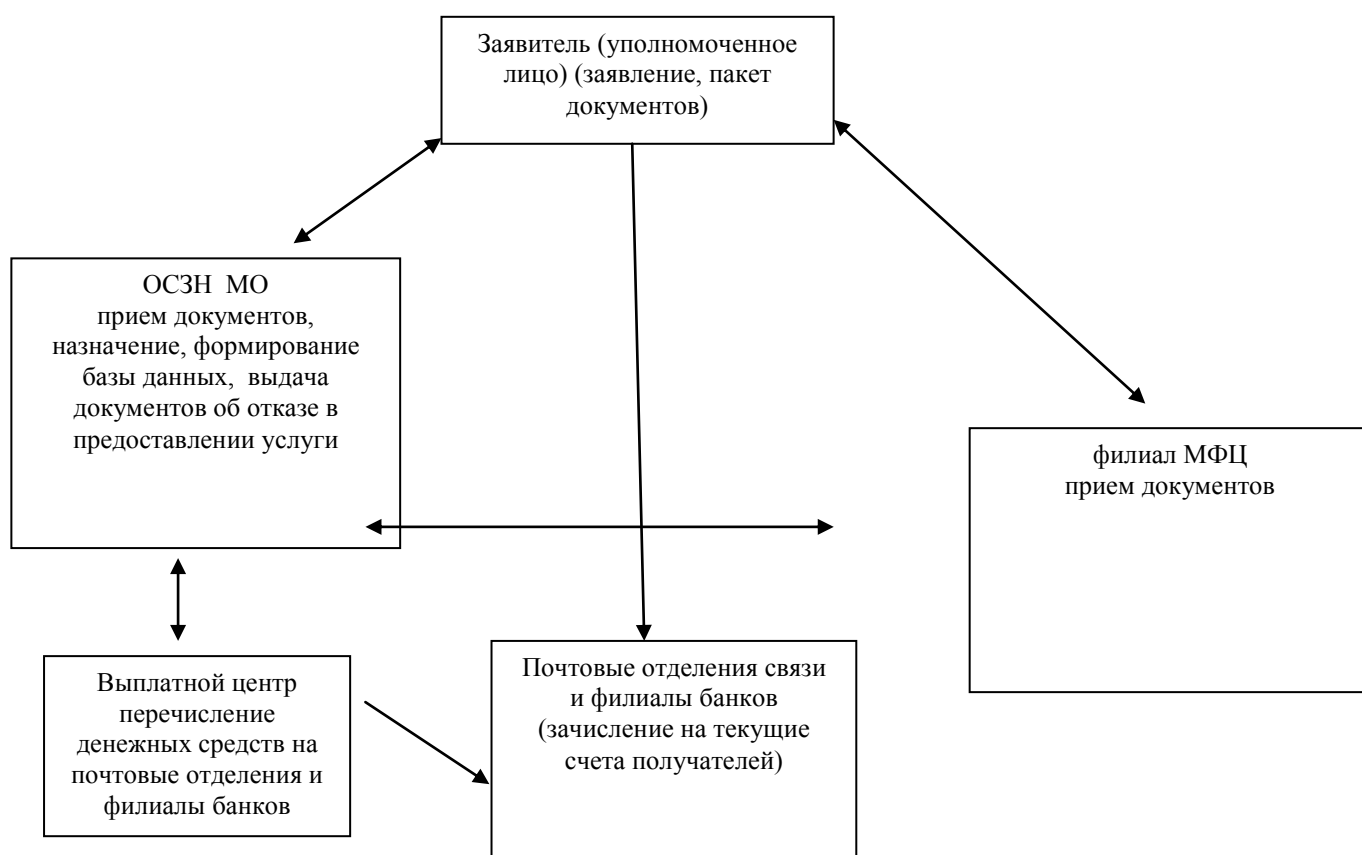 Заявитель (уполномоченное
лицо) (заявление, пакет
документов)
ОСЗН  МО
прием документов,
назначение, формирование
базы данных,  выдача
документов об отказе в
предоставлении услуги
филиал МФЦ
прием документов
Выплатной центр
перечисление
денежных средств на
почтовые отделения и
филиалы банков
Почтовые отделения связи
и филиалы банков
(зачисление на текущие
счета получателей)